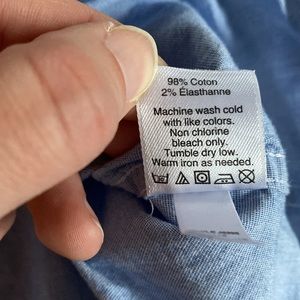 98% Coton
2% Élasthanne
Machine wash cold
with like colors.
Non chlorine
bleach only.
Tumble dry low.
Warm iron as needed.